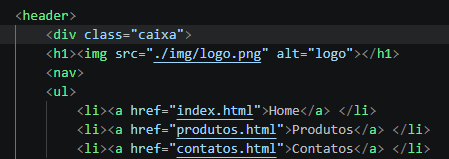 <header>
<div class="caixa">
<h1><img src="./img/logo.png" alt="logo"></h1>
<nav>
<ul>
<li><a href="index.html">Home</a> </li>
<li><a href="produtos.html">Produtos</a> </li>
<li><a href="contatos.html">Contatos</a> </li>